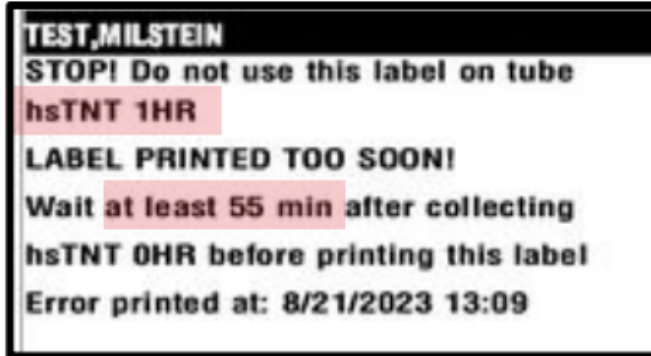 TEST,MILSTEIN
STOP! Do not use this label on tube
hsTNT 1HR
LABEL PRINTED TOO SOON!
Wait at least 55 min after collecting
hsTNT 0HR before printing this label
Error printed at: 8/21/2023 13:09